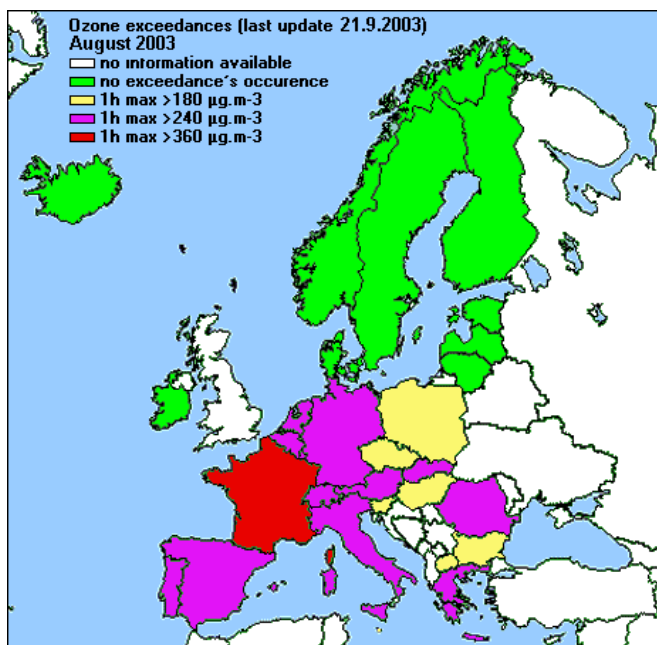 Ozone exceedances (last update 21.9.2003)
August 2003
no information available
no exceedance's occurence
1h max >180 µg.m-3
1h max >240 µg.m-3
1h max >360 µg.m-3